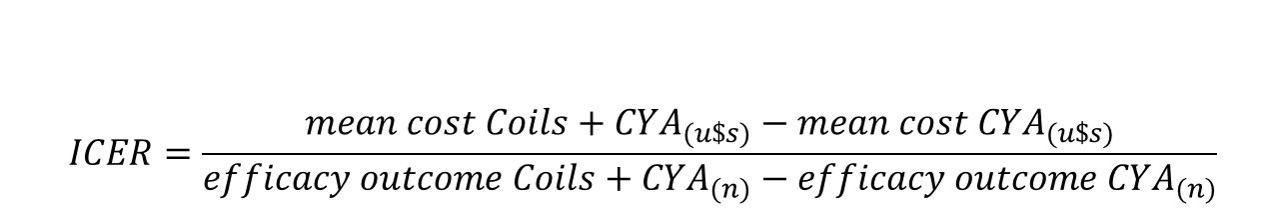 mean cost Coils + CYA(u$s) − mean cost CYA(u$s)
ICER =
efficacy outcome Coils + CYA(n) − efficacy outcome CYA(n)